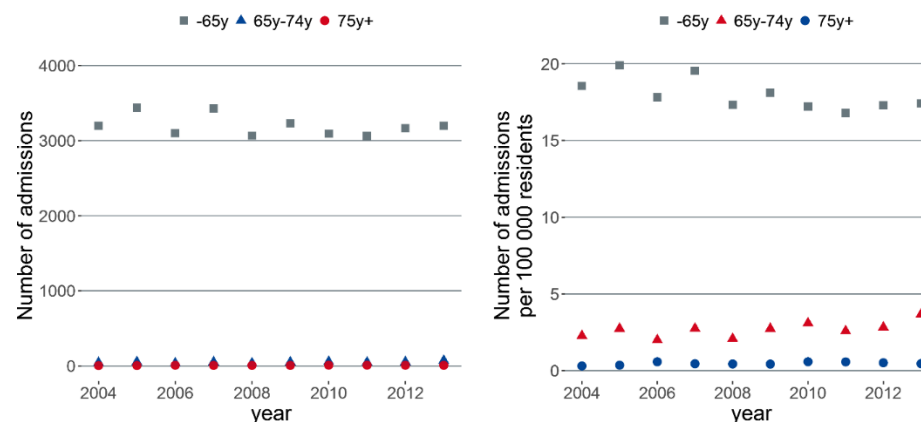 -65y 65y-74y 75y+
4000
3000
2000
1000
0
2004 2006 2008 2010 2012
year
Number of admissions
-65y 65y-74y 75y+
20
15
10
5
0
2004 2006 2008 2010 2012
year
Number of admissions
per 100 000 residents